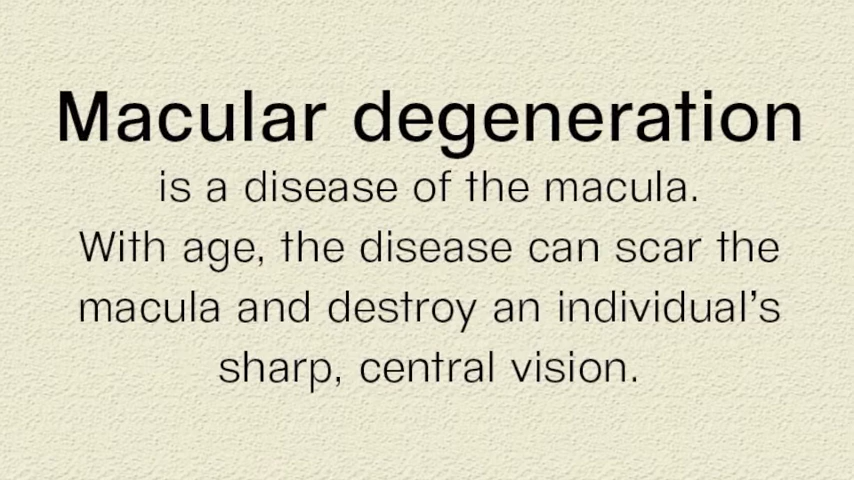 Macular degeneration
is a disease of the macula.
With age, the disease can scar the
macula and destroy an individual’s
sharp, central vision.